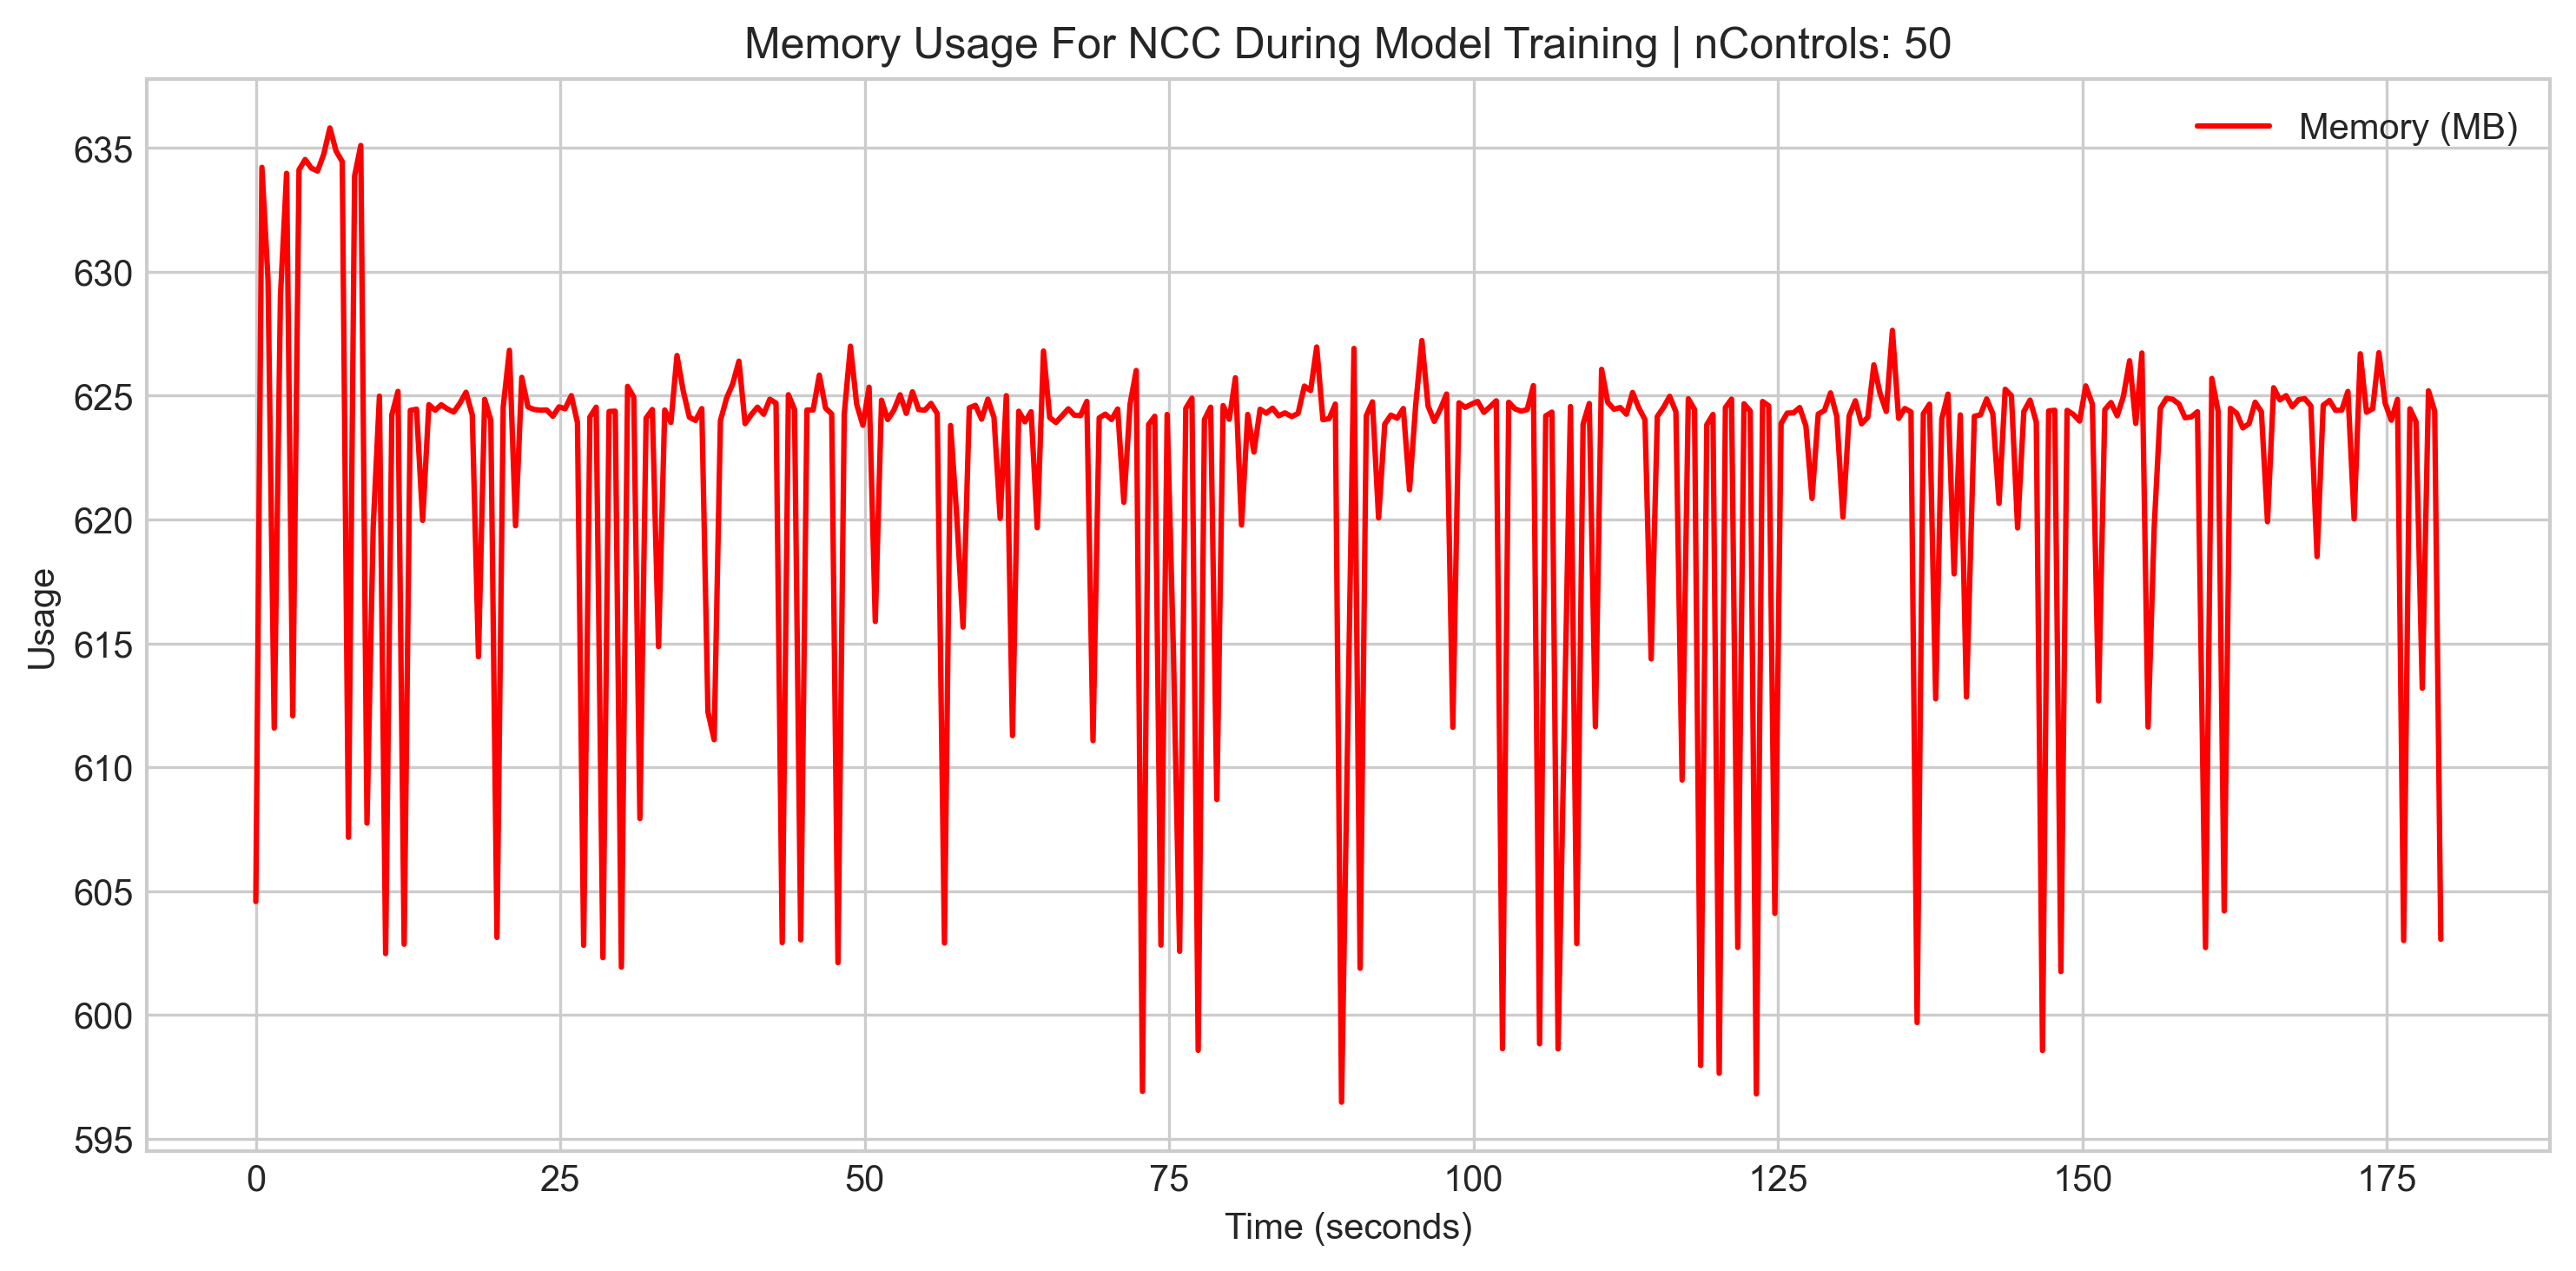 Memory Usage For NCC During Model Training | nControls: 50
Memory (MB)
635
630
625
620
615
610
605
600
595
Usage
0 25 50 75 100 125 150 175
Time (seconds)